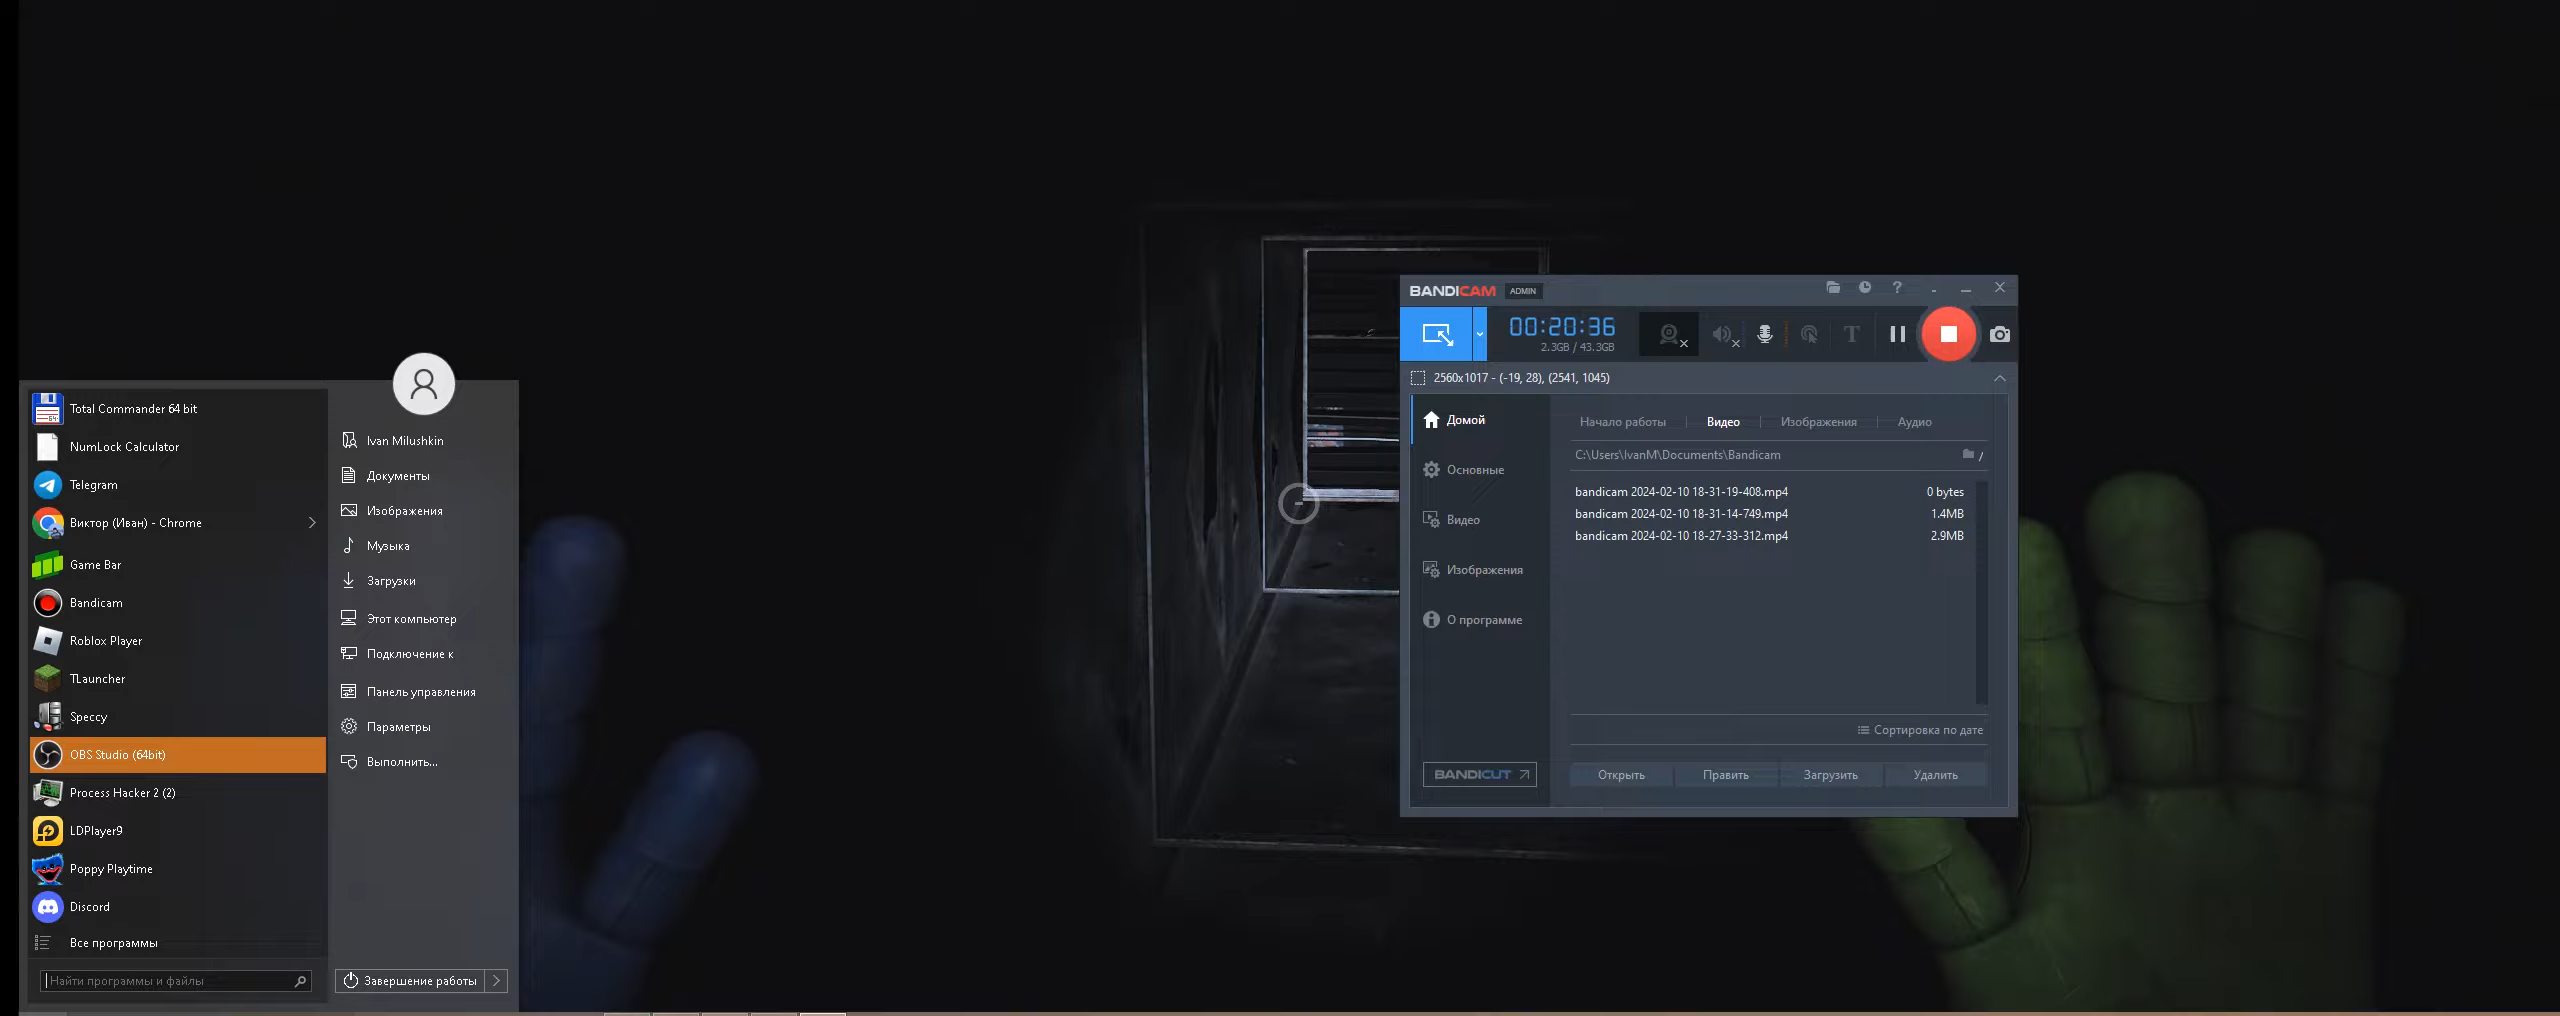 Total Commander 64 bit
NumLock Calculator
Telegram
Виктор (Иван) - Chrome
Game Bar
Bandicam
Roblox Player
TLauncher
Speccy
OBS Studio (64bit)
Process Hacker 2 (2)
LDPlayer9
Poppy Playtime
Discord
Все программы
Найти программы и файлы
Ivan Milushkin
Документы
Изображения
Музыка
Загрузки
Этот компьютер
Подключение к
Панель управления
Параметры
Выполнить...
Завершение работы
BANDICAM ADMIN
00:20:36
2.3GB / 43.3GB
2560x1017 - (-19, 28), (2541, 1045)
Домой
Основные
Видео
Изображения
О программе
BANDICUT
Начало работы Видео Изображения Аудио
C:\Users\IvanM\Documents\Bandicam
bandicam 2024-02-10 18-31-19-408.mp4 0 bytes
bandicam 2024-02-10 18-31-14-749.mp4 1.4MB
bandicam 2024-02-10 18-27-33-312.mp4 2.9MB
Сортировка по дате
Открыть Править Загрузить Удалить